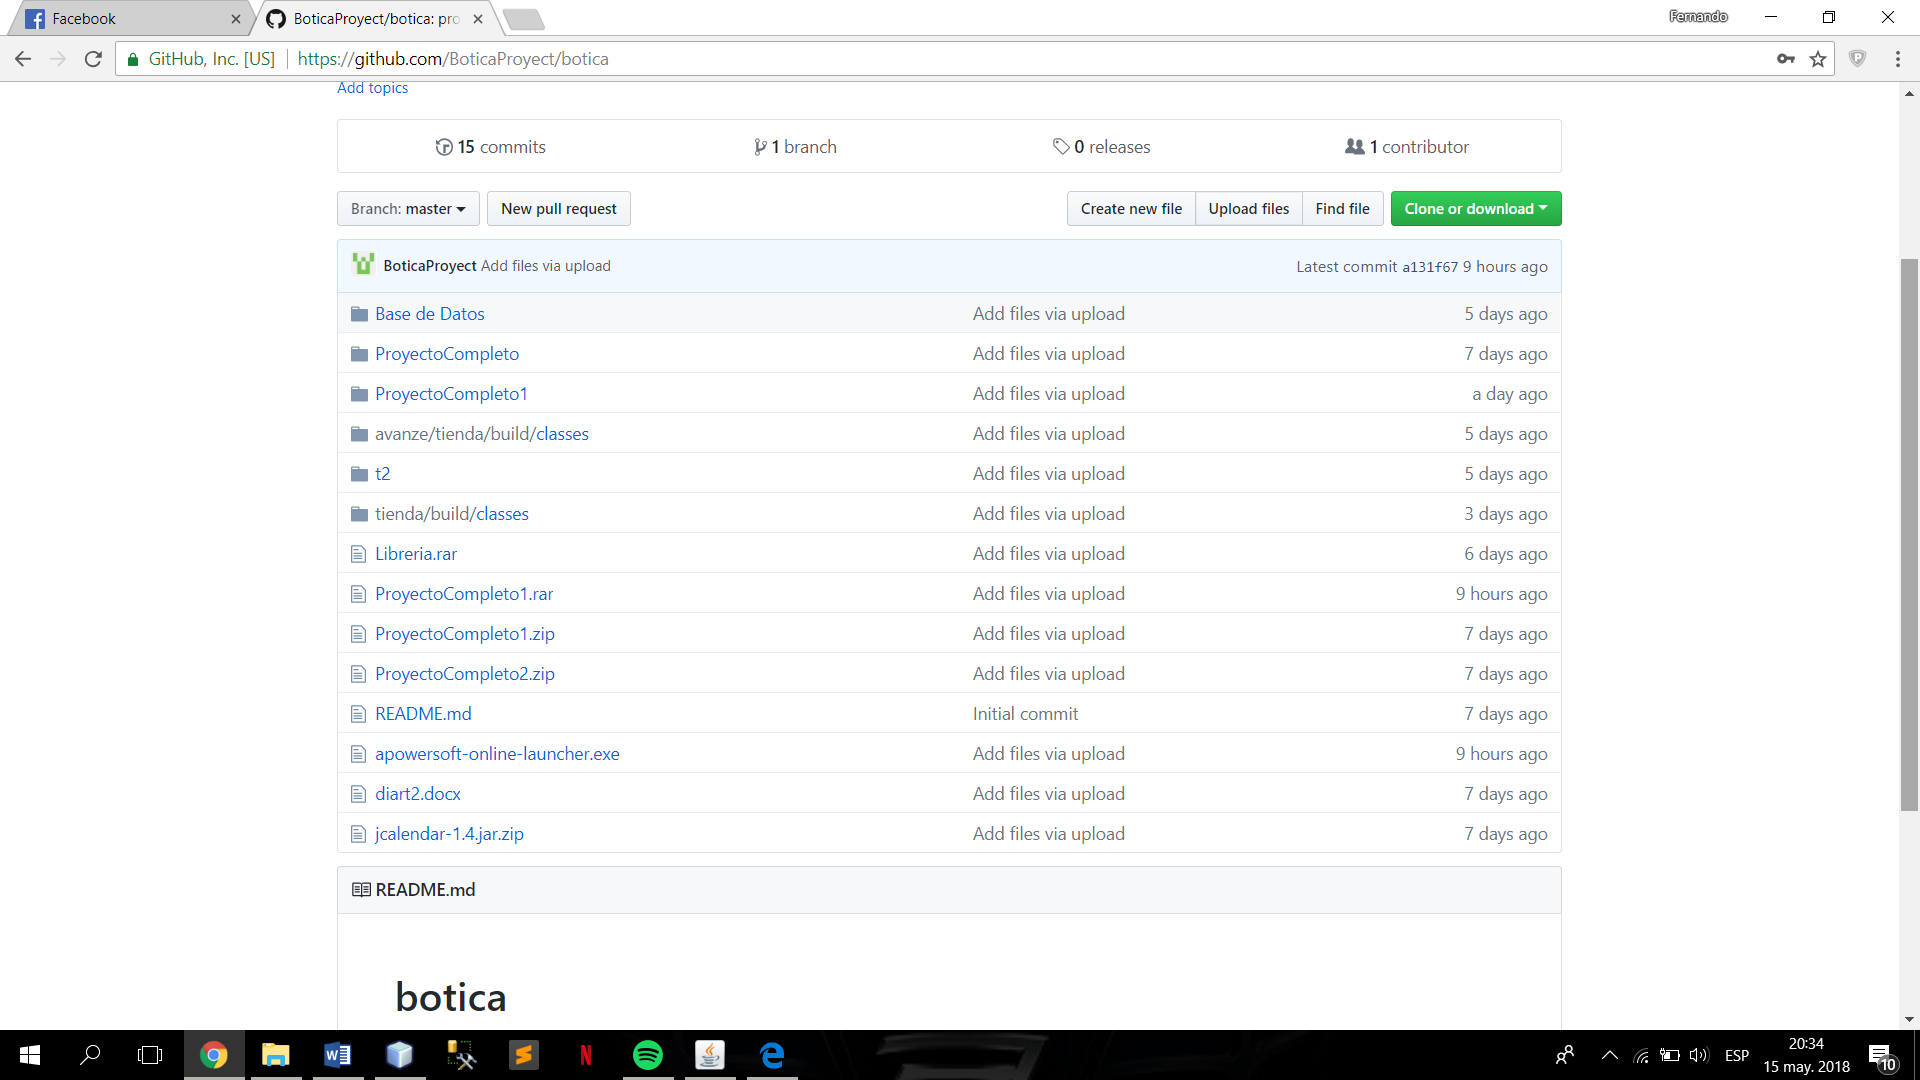 Facebook
BoticaProyect/botica: pro
Fernando
GitHub, Inc. [US]
https://github.com/BoticaProyect/botica
Add topics
15 commits
1 branch
0 releases
1 contributor
Branch: master
New pull request
Create new file
Upload files
Find file
Clone or download
BoticaProyect Add files via upload
Latest commit a131f67 9 hours ago
Base de Datos Add files via upload 5 days ago
ProyectoCompleto Add files via upload 7 days ago
ProyectoCompleto1 Add files via upload a day ago
avanze/tienda/build/classes Add files via upload 5 days ago
t2 Add files via upload 5 days ago
tienda/build/classes Add files via upload 3 days ago
Libreria.rar Add files via upload 6 days ago
ProyectoCompleto1.rar Add files via upload 9 hours ago
ProyectoCompleto1.zip Add files via upload 7 days ago
ProyectoCompleto2.zip Add files via upload 7 days ago
README.md Initial commit 7 days ago
apowersoft-online-launcher.exe Add files via upload 9 hours ago
diart2.docx Add files via upload 7 days ago
jcalendar-1.4.jar.zip Add files via upload 7 days ago
README.md
botica
ESP
20:34
15 may. 2018
10